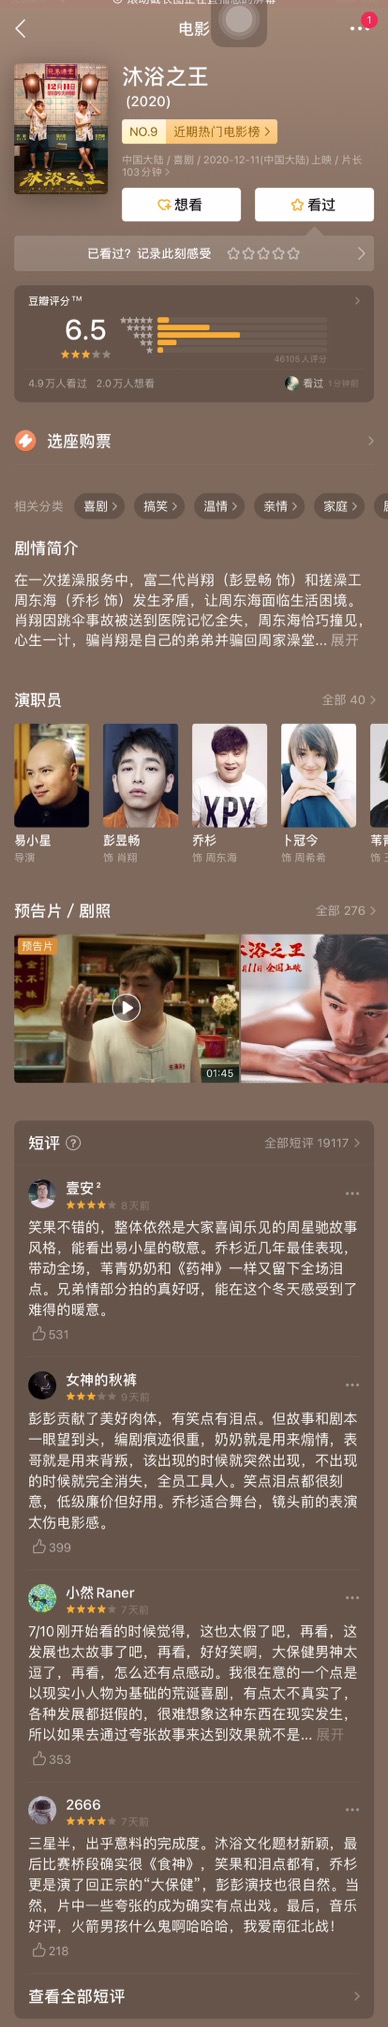 电影
1
沐浴之王
(2020)
NO.9 近期热门电影榜
中国大陆 / 喜剧 / 2020-12-11(中国大陆) 上映 / 片长
103分钟
想看
看过
已看过？记录此刻感受
豆瓣评分™
6.5
46105人评分
4.9万人看过 2.0万人想看
看过 1分钟前
选座购票
相关分类 喜剧 搞笑 温情 亲情 家庭
剧情简介
在一次搓澡服务中，富二代肖翔（彭昱畅 饰）和搓澡工
周东海（乔杉 饰）发生矛盾，让周东海面临生活困境。
肖翔因跳伞事故被送到医院记忆全失，周东海恰巧撞见，
心生一计，骗肖翔是自己的弟弟并骗回周家澡堂... 展开
演职员
全部 40
XPX
易小星
彭昱畅
乔杉
卜冠今
导演
饰 肖翔
饰 周东海
饰 周希希
预告片 / 剧照
全部 276
预告片
01:45
沐浴之王
短评
全部短评 19117
壹安²
8天前
笑果不错的，整体依然是大家喜闻乐见的周星驰故事
风格，能看出易小星的敬意。乔杉近几年最佳表现，
带动全场，苇青奶奶和《药神》一样又留下全场泪
点。兄弟情部分拍的真好呀，能在这个冬天感受到了
难得的暖意。
531
女神的秋裤
9天前
彭彭贡献了美好肉体，有笑点有泪点。但故事和剧本
一眼望到头，编剧痕迹很重，奶奶就是用来煽情，表
哥就是用来背叛，该出现的时候就突然出现，不出现
的时候就完全消失，全员工具人。笑点泪点都很刻
意，低级廉价但好用。乔杉适合舞台，镜头前的表演
太伤电影感。
399
小然Raner
7天前
7/10 刚开始看的时候觉得，这也太假了吧，再看，这
发展也太故事了吧，再看，好好笑啊，大保健男神太
逗了，再看，怎么还有点感动。我很在意的一个点是
以现实小人物为基础的荒诞喜剧，有点太不真实了，
各种发展都挺假的，很难想象这种东西在现实发生，
所以如果去通过夸张故事来达到效果就不是... 展开
353
2666
7天前
三星半，出乎意料的完成度。沐浴文化题材新颖，最
后比赛桥段确实很《食神》，笑果和泪点都有，乔杉
更是演了回正宗的“大保健”，彭彭演技也很自然。当
然，片中一些夸张的成为确实有点出戏。最后，音乐
好评，火箭男孩什么鬼啊哈哈哈，我爱南征北战！
218
查看全部短评